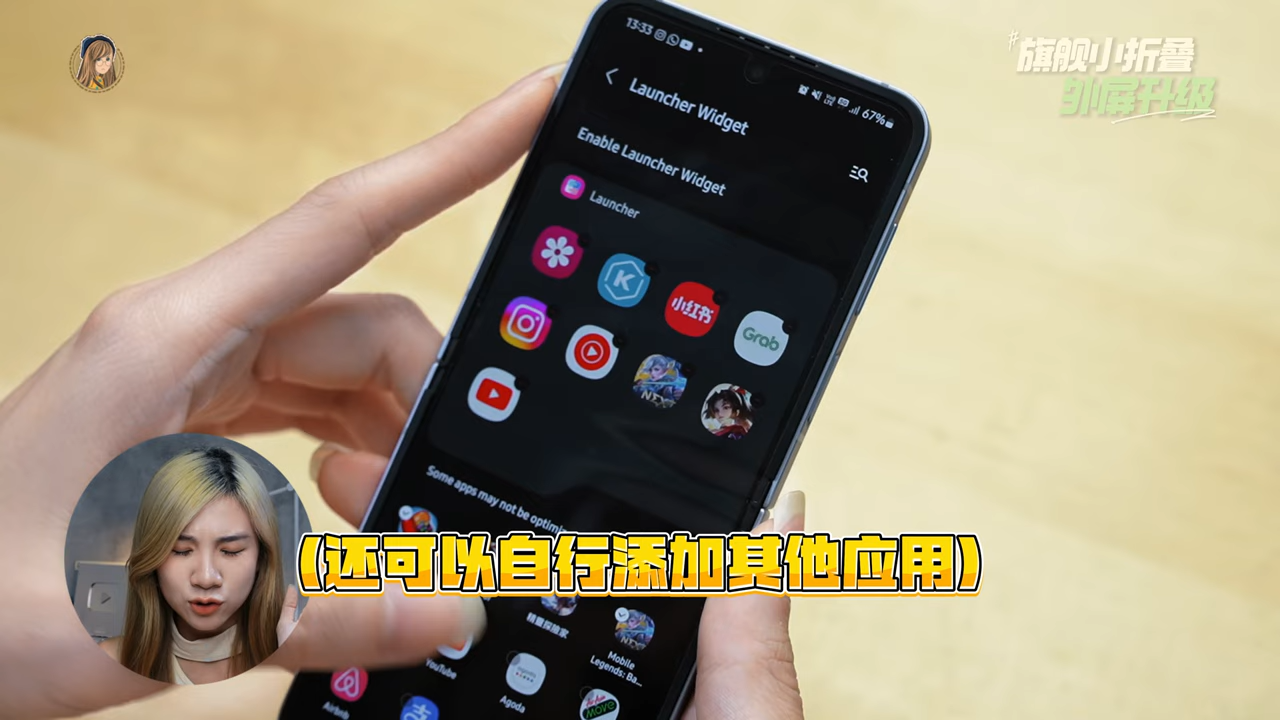 13:33
67%
#旗舰小折叠
外屏升级
Launcher Widget
Enable Launcher Widget
Launcher
K
小红书
Grab
Some apps may not be optimi
(还可以自行添加其他应用)
YouTube
Mobile
Legends: Ba...
Agoda
Airbnb
MOVE